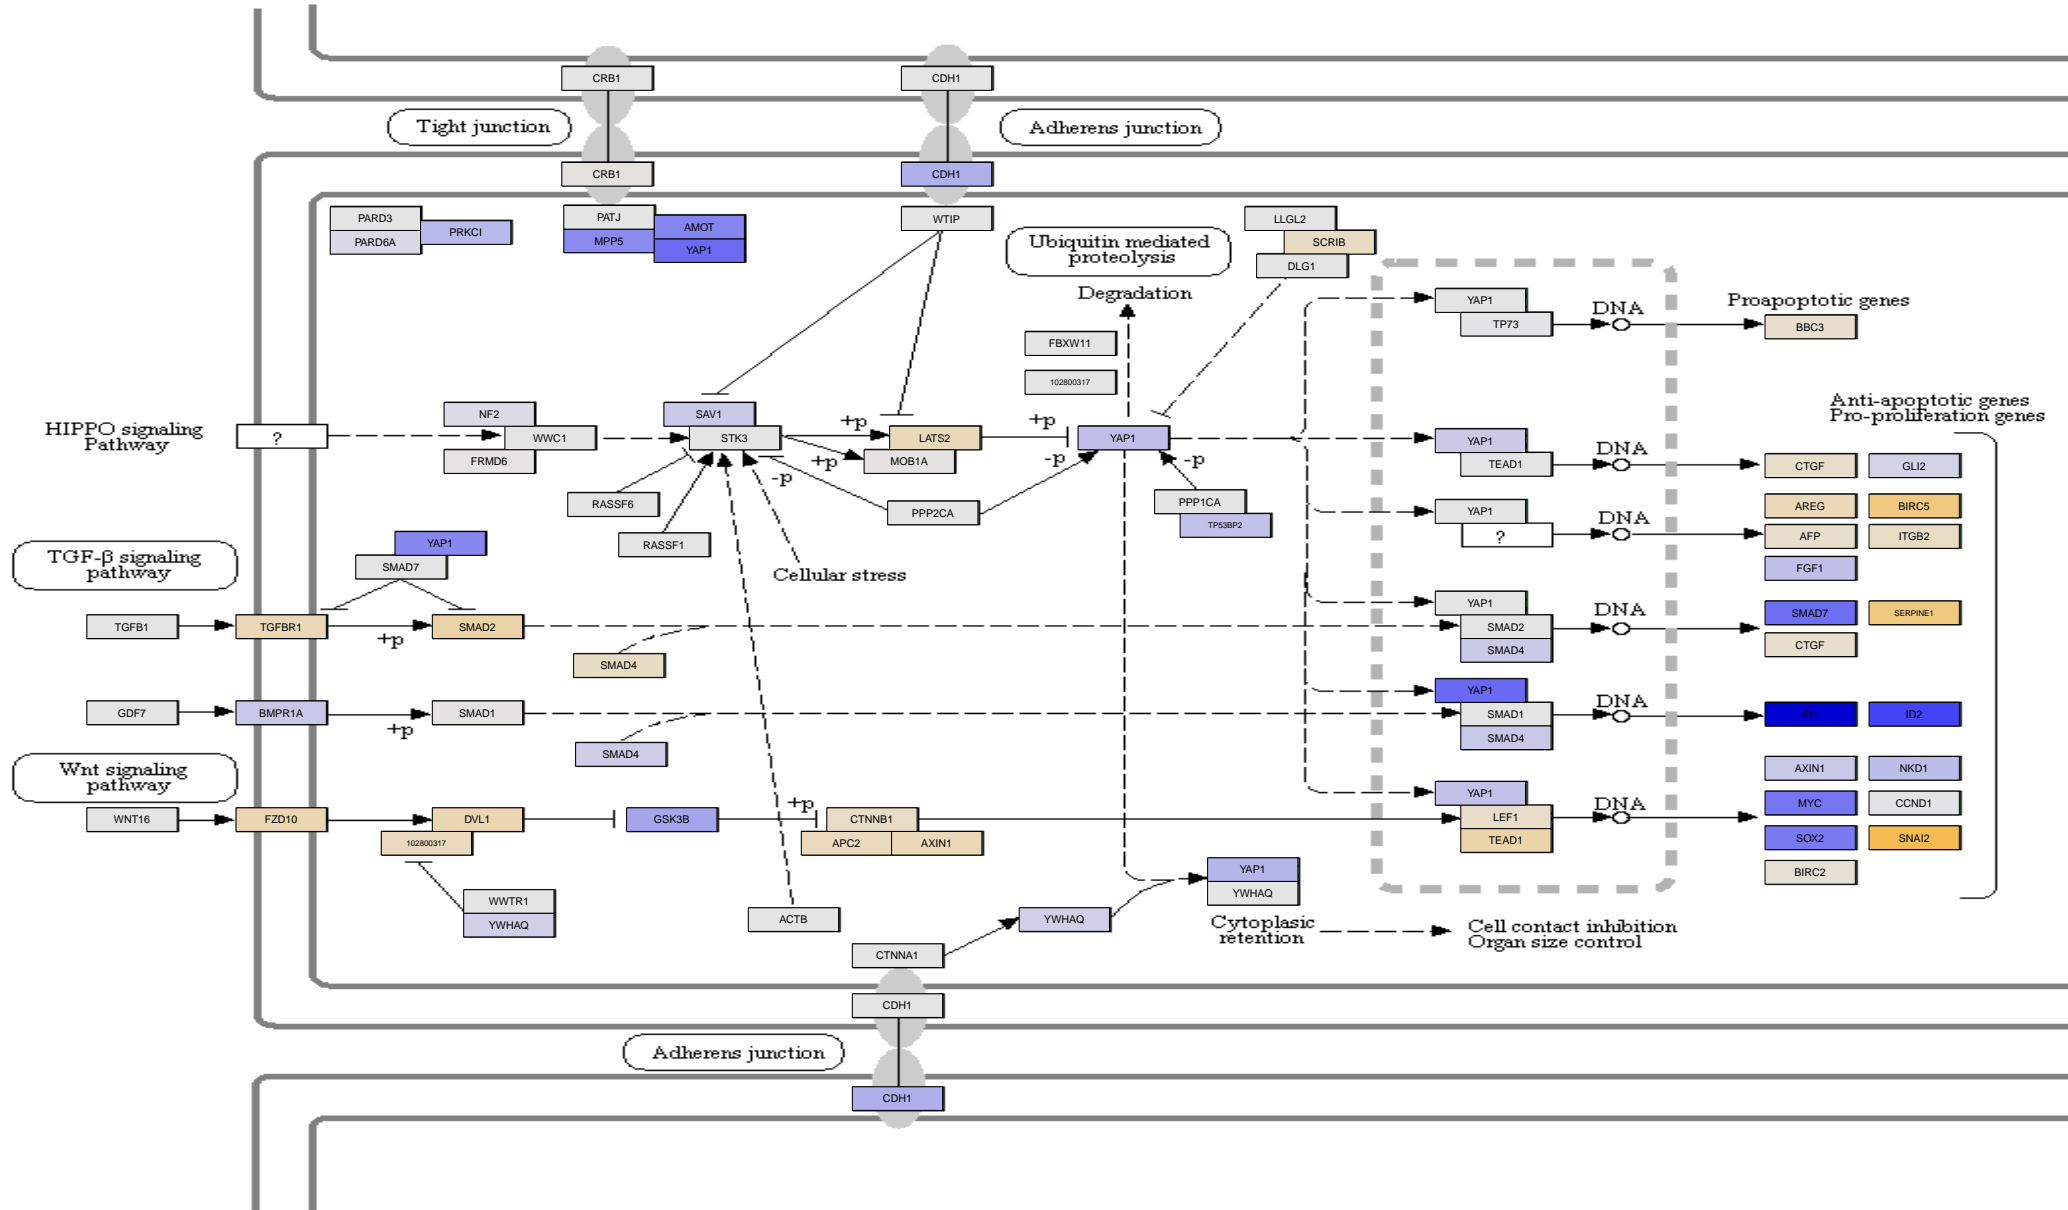 CRB1
CDH1
Tight junction
Adherens junction
CRB1
CDH1
PARD3
PRKCI
PARD6A
PATJ
AMOT
MPP5
YAP1
WTIP
Ubiquitin mediated
proteolysis
LLGL2
SCRIB
DLG1
Degradation
YAP1
TP73
DNA
Proapoptotic genes
BBC3
FBXW11
102800317
Anti-apoptotic genes
Pro-proliferation genes
HIPPO signaling
Pathway
?
NF2
WWC1
FRMD6
SAV1
STK3
+p
+p
LATS2
MOB1A
+p
YAP1
-p
-p
-p
YAP1
TEAD1
DNA
CTGF
GLI2
RASSF6
RASSF1
PPP2CA
PPP1CA
TP53BP2
YAP1
?
DNA
AREG
BIRC5
AFP
ITGB2
FGF1
Cellular stress
TGF-β signaling
pathway
YAP1
SMAD7
TGFB1
TGFBR1
+p
SMAD2
SMAD4
YAP1
SMAD2
SMAD4
DNA
SMAD7
SERPINE1
CTGF
GDF7
BMPR1A
+p
SMAD1
SMAD4
YAP1
SMAD1
SMAD4
DNA
ID1
ID2
Wnt signaling
pathway
WNT16
FZD10
DVL1
102800317
GSK3B
+p
CTNNB1
APC2
AXIN1
YAP1
LEF1
TEAD1
DNA
AXIN1
NKD1
MYC
CCND1
SOX2
SNAI2
BIRC2
WWTR1
YWHAQ
ACTB
YWHAQ
YAP1
YWHAQ
CTNNA1
Cytoplasic
retention
Cell contact inhibition
Organ size control
CDH1
Adherens junction
CDH1